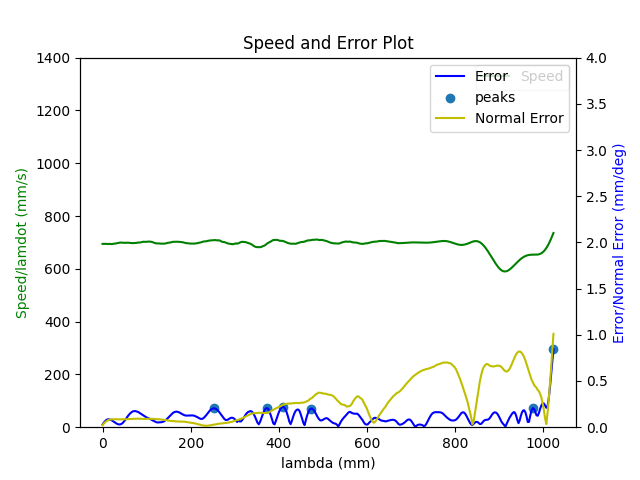 Speed and Error Plot
1400
1200
1000
800
600
400
200
0
4.0
3.5
3.0
2.5
2.0
1.5
1.0
0.5
0.0
Speed/lamdot (mm/s)
Error/Normal Error (mm/deg)
Error
Speed
peaks
Normal Error
0
200
400
600
800
1000
lambda (mm)